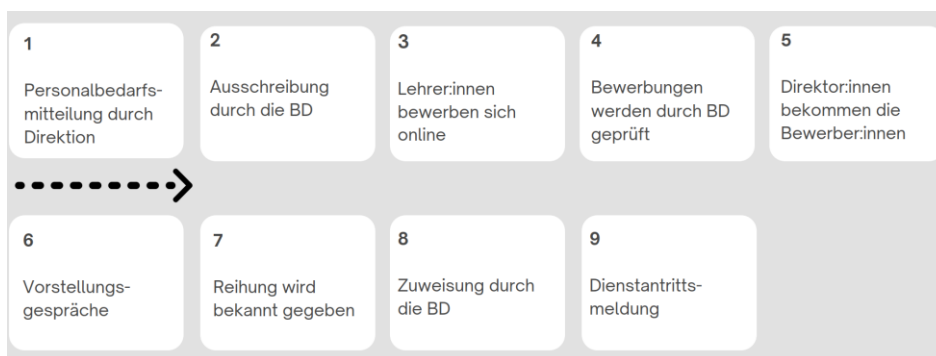 1
Personalbedarfs-
mitteilung durch
Direktion
2
Ausschreibung
durch die BD
3
Lehrer:innen
bewerben sich
online
4
Bewerbungen
werden durch BD
geprüft
5
Direktor:innen
bekommen die
Bewerber:innen
6
Vorstellungs-
gespräche
7
Reihung wird
bekannt gegeben
8
Zuweisung durch
die BD
9
Dienstantritts-
meldung